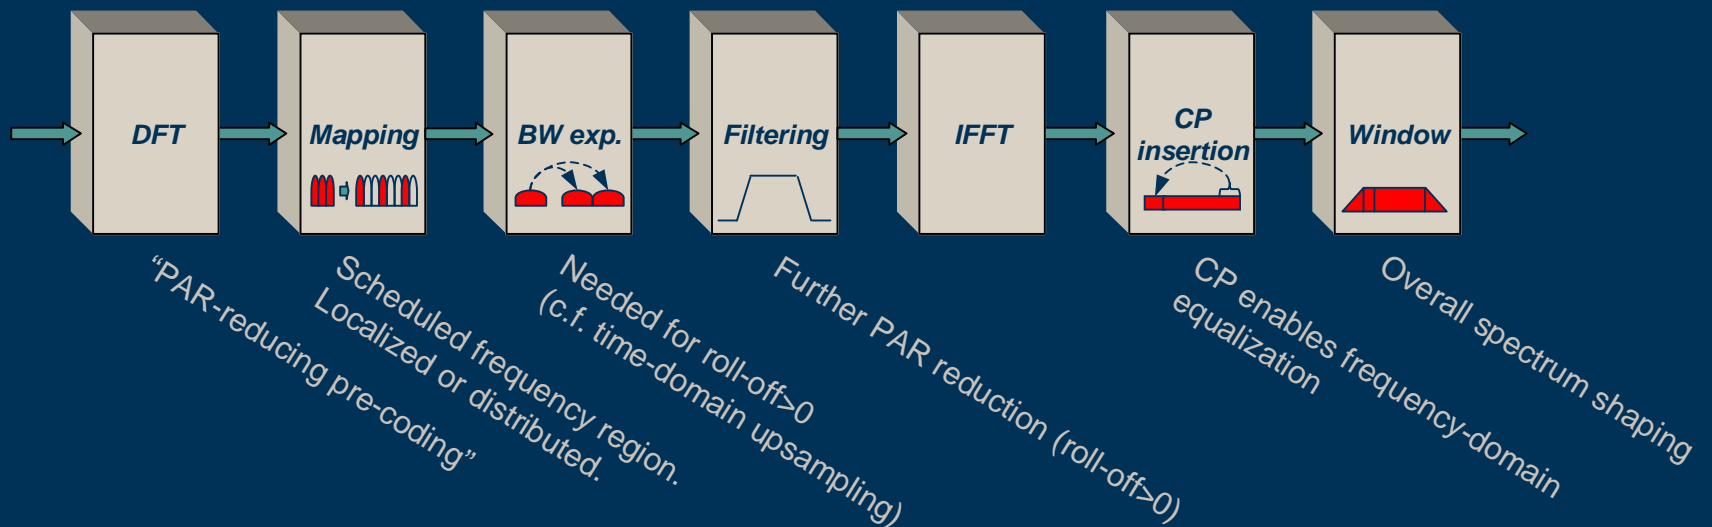 DFT
Mapping
BW exp.
Filtering
IFFT
CP
insertion
Window
“PAR-reducing pre-coding”
Scheduled frequency region.
Localized or distributed.
Needed for roll-off>0
(c.f. time-domain upsampling)
Further PAR reduction (roll-off>0)
CP enables frequency-domain
equalization
Overall spectrum shaping